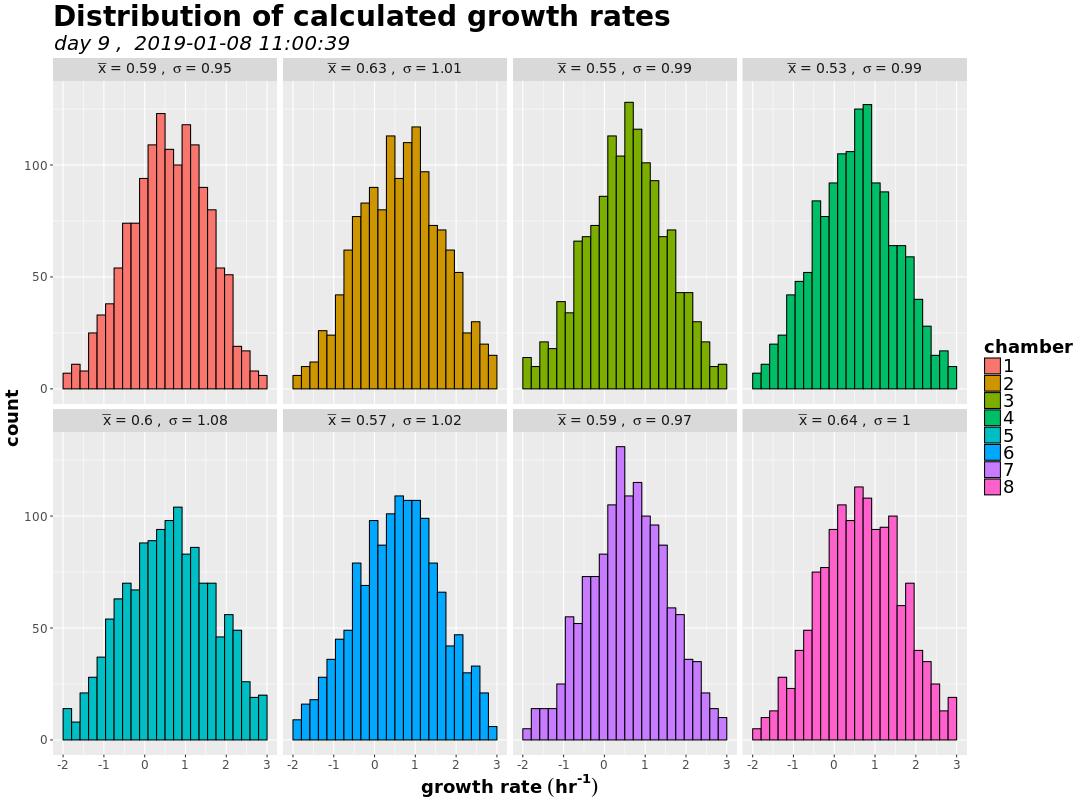 Distribution of calculated growth rates
day 9 ,  2019-01-08 11:00:39
x̅ = 0.59 ,  σ = 0.95
x̅ = 0.63 ,  σ = 1.01
x̅ = 0.55 ,  σ = 0.99
x̅ = 0.53 ,  σ = 0.99
100
50
0
x̅ = 0.6 ,  σ = 1.08
x̅ = 0.57 ,  σ = 1.02
x̅ = 0.59 ,  σ = 0.97
x̅ = 0.64 ,  σ = 1
100
50
0
-2 -1 0 1 2 3
-2 -1 0 1 2 3
-2 -1 0 1 2 3
-2 -1 0 1 2 3
count
growth rate (hr⁻¹)
chamber
1
2
3
4
5
6
7
8